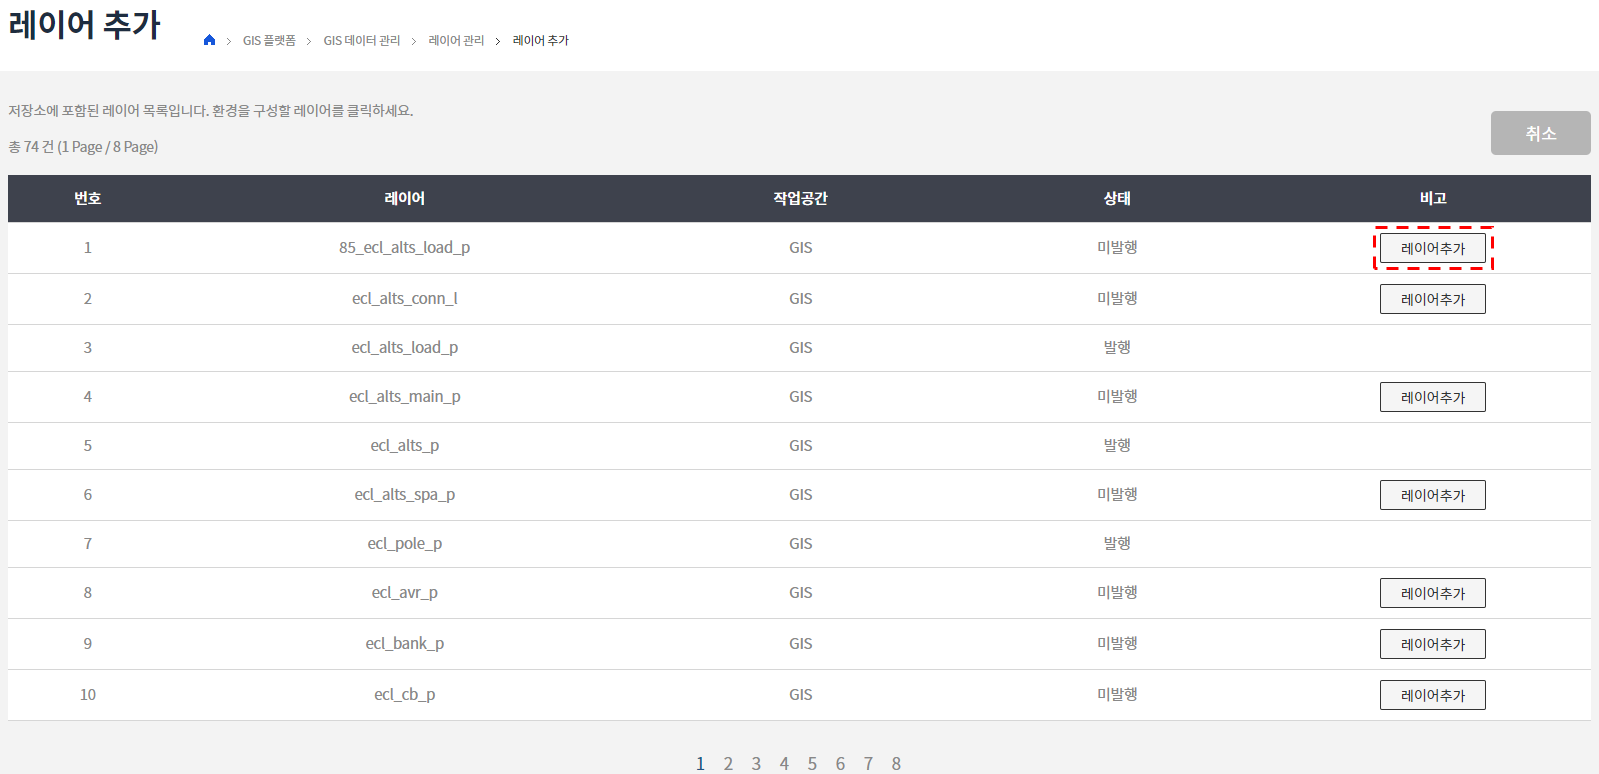 레이어 추가
GIS 플랫폼 > GIS 데이터 관리 > 레이어 관리 > 레이어 추가
저장소에 포함된 레이어 목록입니다. 환경을 구성할 레이어를 클릭하세요.
취소
총 74 건 (1 Page / 8 Page)
번호 레이어 작업공간 상태 비고
1 85_ecl_alts_load_p GIS 미발행 레이어추가
2 ecl_alts_conn_l GIS 미발행 레이어추가
3 ecl_alts_load_p GIS 발행
4 ecl_alts_main_p GIS 미발행 레이어추가
5 ecl_alts_p GIS 발행
6 ecl_alts_spa_p GIS 미발행 레이어추가
7 ecl_pole_p GIS 발행
8 ecl_avr_p GIS 미발행 레이어추가
9 ecl_bank_p GIS 미발행 레이어추가
10 ecl_cb_p GIS 미발행 레이어추가
1 2 3 4 5 6 7 8